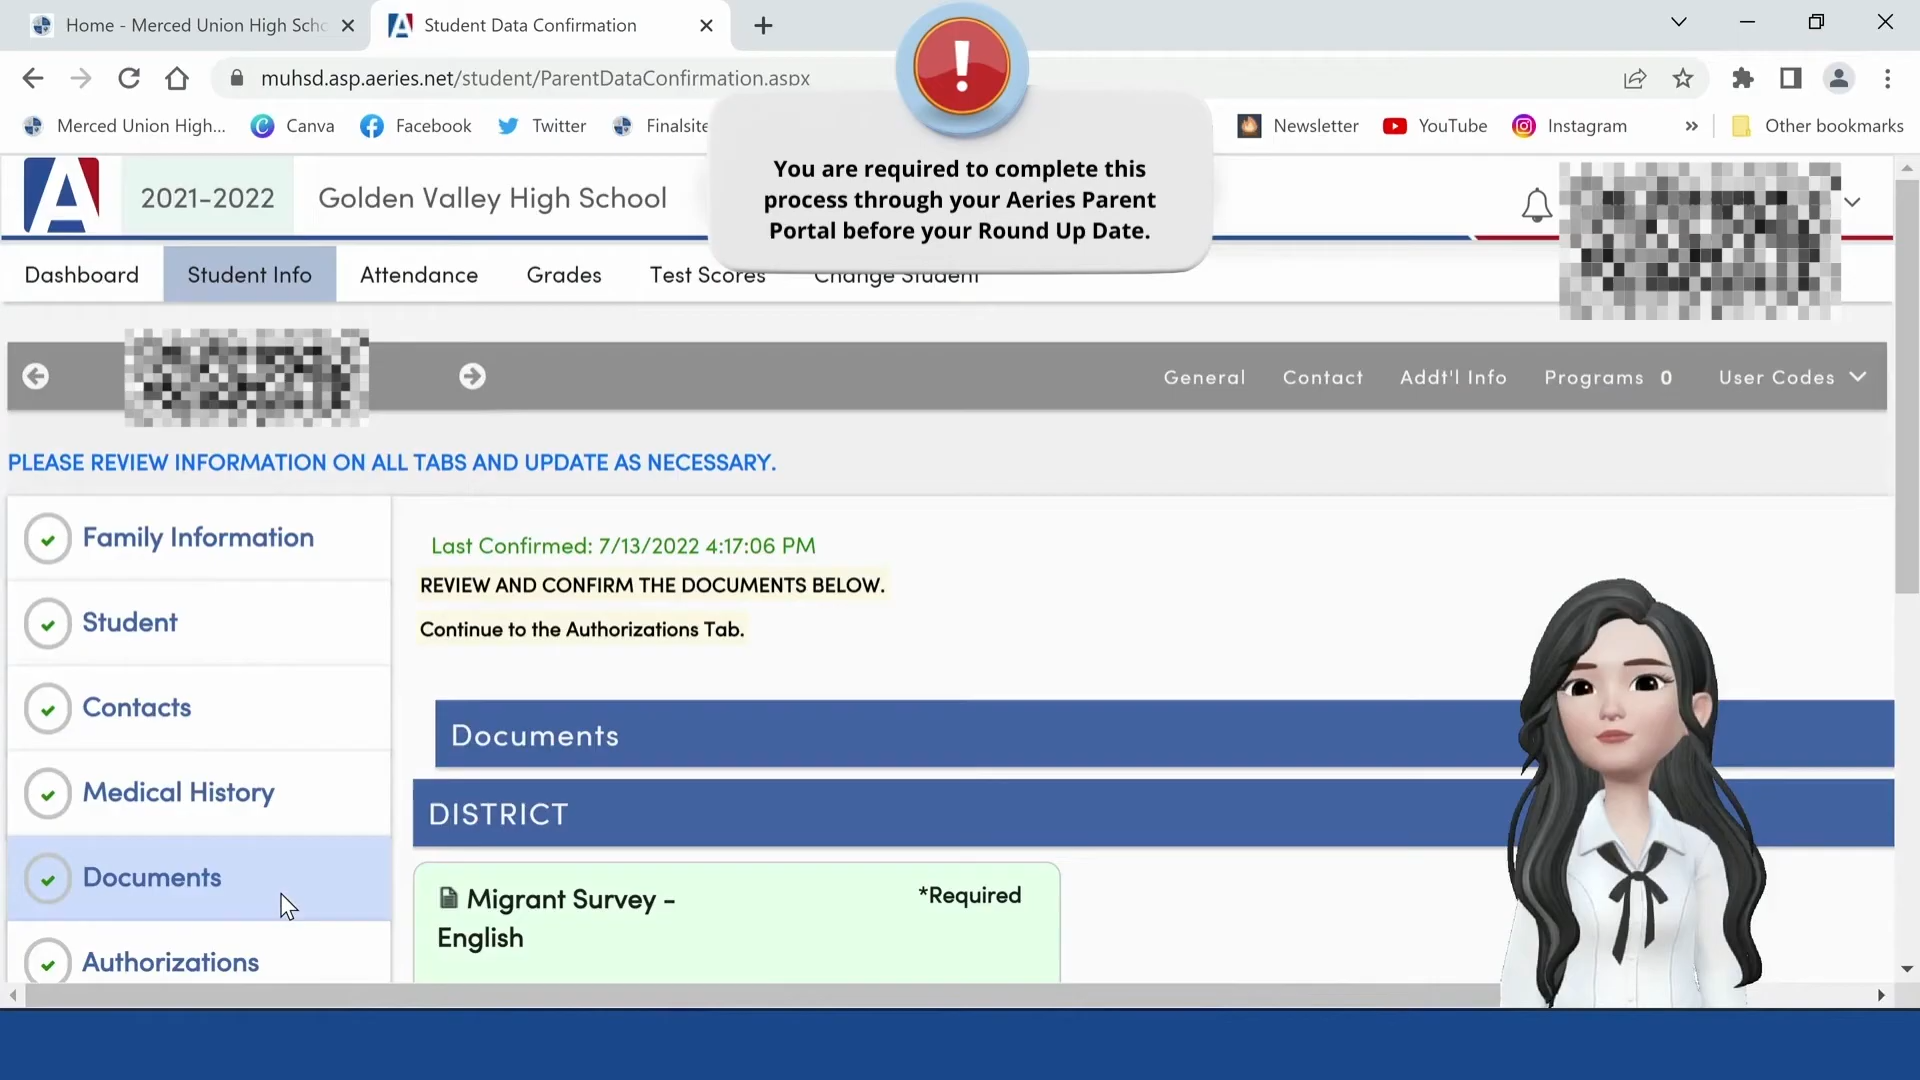 Home - Merced Union High Scho
Student Data Confirmation
muhsd.asp.aeries.net/student/ParentDataConfirmation.aspx
Merced Union High...
Canva
Facebook
Twitter
Finalsite
Newsletter
YouTube
Instagram
»
Other bookmarks
!
You are required to complete this
process through your Aeries Parent
Portal before your Round Up Date.
A
2021-2022
Golden Valley High School
Dashboard
Student Info
Attendance
Grades
Test Scores
Change Student
General
Contact
Addt'l Info
Programs 0
User Codes
PLEASE REVIEW INFORMATION ON ALL TABS AND UPDATE AS NECESSARY.
Family Information
Student
Contacts
Medical History
Documents
Authorizations
Last Confirmed: 7/13/2022 4:17:06 PM
REVIEW AND CONFIRM THE DOCUMENTS BELOW.
Continue to the Authorizations Tab.
Documents
DISTRICT
Migrant Survey -
English
*Required